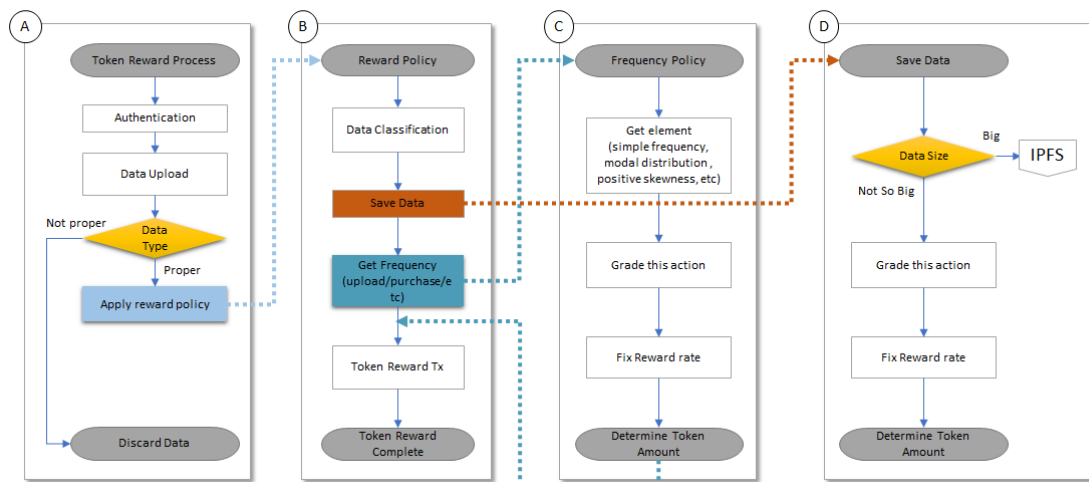 A
Token Reward Process
Authentication
Data Upload
Not proper
Data
Type
Proper
Apply reward policy
Discard Data
B
Reward Policy
Data Classification
Save Data
Get Frequency
(upload/purchase/e
tc)
Token Reward Tx
Token Reward
Complete
C
Frequency Policy
Get element
(simple frequency,
modal distribution ,
positive skewness, etc)
Grade this action
Fix Reward rate
Determine Token
Amount
D
Save Data
Big
Data Size
IPFS
Not So Big
Grade this action
Fix Reward rate
Determine Token
Amount